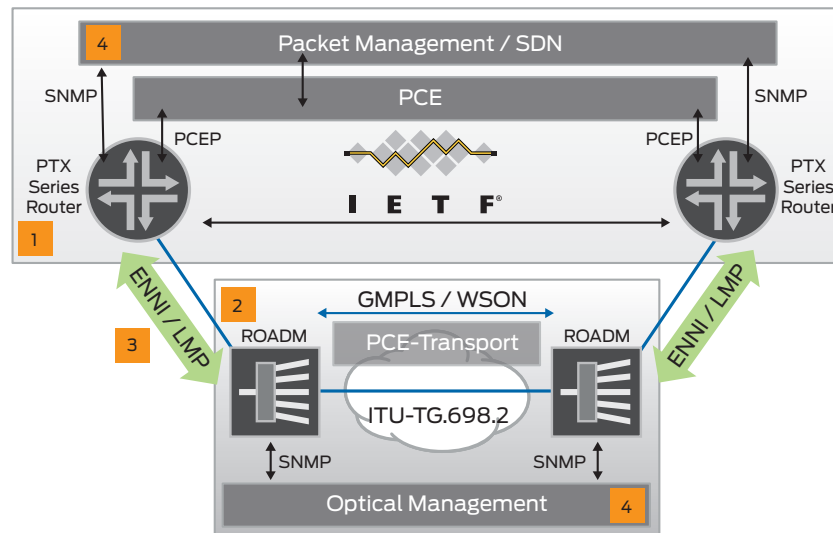 4
Packet Management / SDN
SNMP
SNMP
PCE
PCEP
PCEP
PTX
Series
Router
PTX
Series
Router
I E T F®
1
ENNI / LMP
ENNI / LMP
2
GMPLS / WSON
3
ROADM
PCE-Transport
ROADM
ITU-TG.698.2
SNMP
SNMP
Optical Management
4